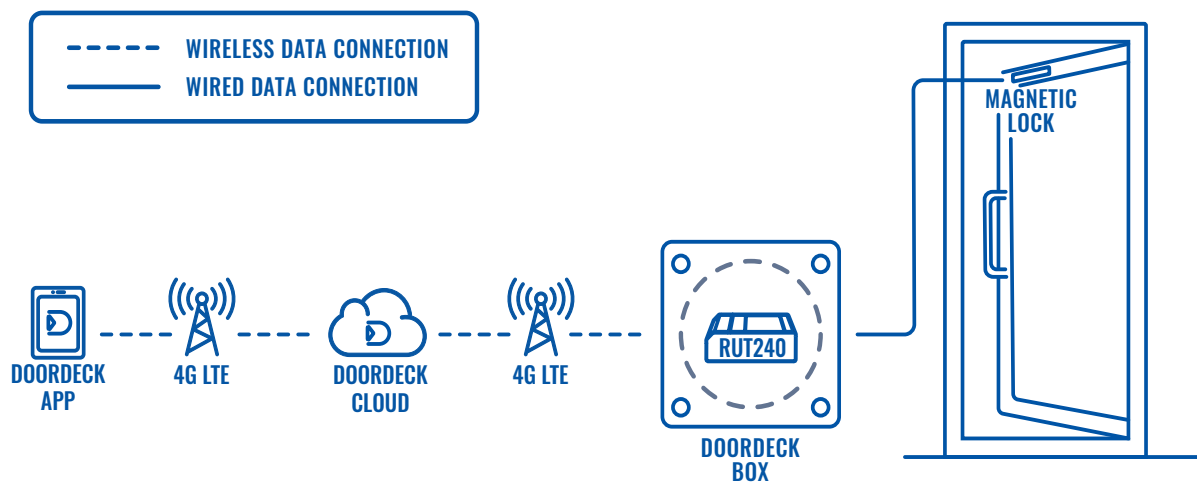 WIRELESS DATA CONNECTION
WIRED DATA CONNECTION
MAGNETIC
LOCK
RUT240
DOORDECK
APP
4G LTE
DOORDECK
CLOUD
4G LTE
DOORDECK
BOX